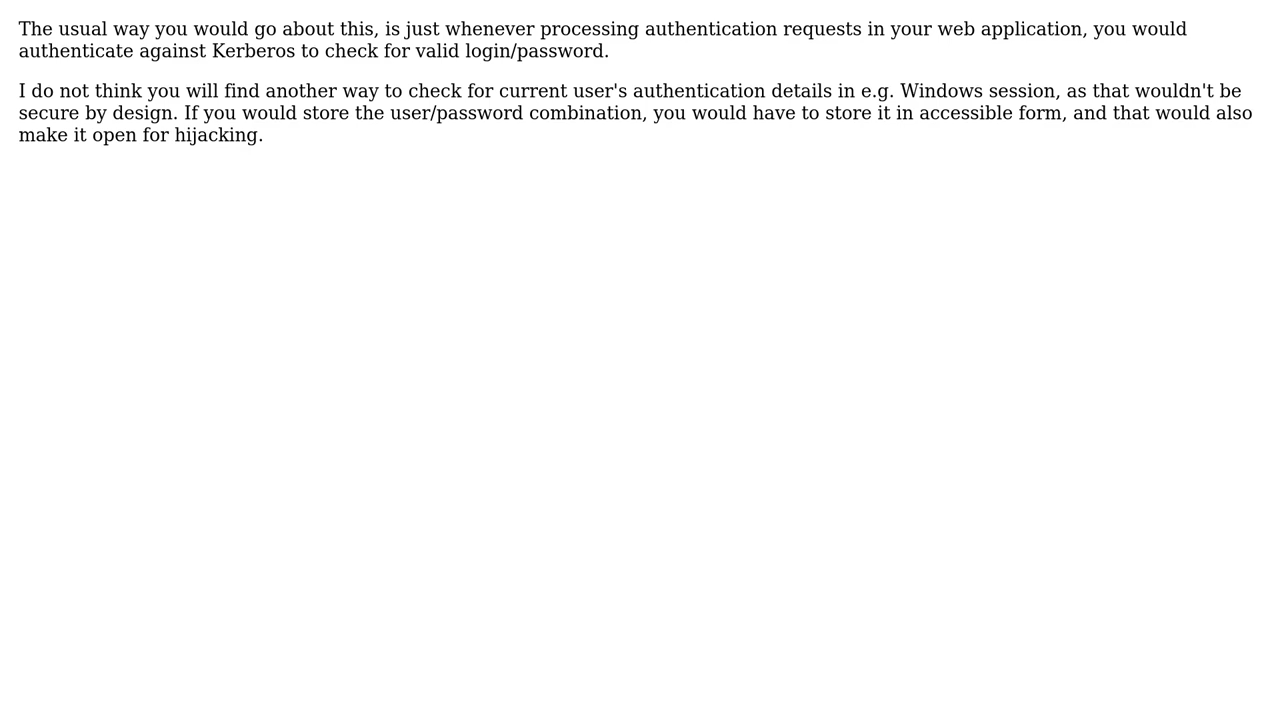 The usual way you would go about this, is just whenever processing authentication requests in your web application, you would
authenticate against Kerberos to check for valid login/password.
I do not think you will find another way to check for current user's authentication details in e.g. Windows session, as that wouldn't be
secure by design. If you would store the user/password combination, you would have to store it in accessible form, and that would also
make it open for hijacking.